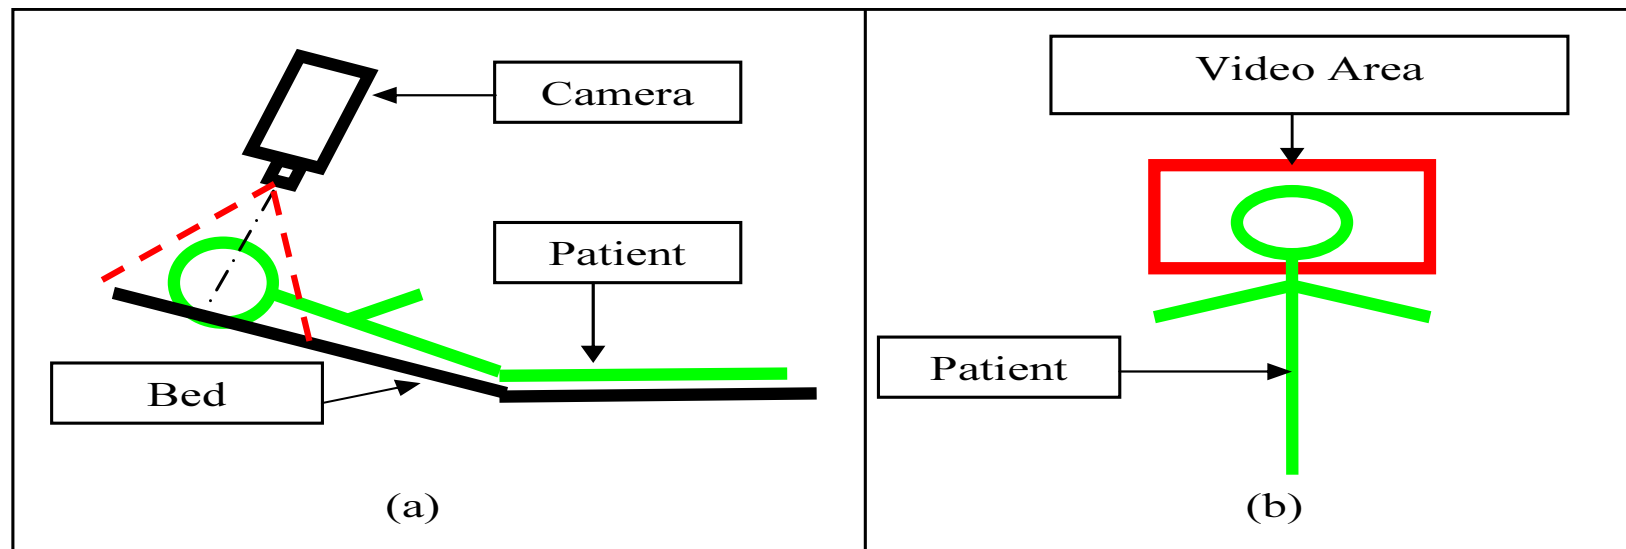 Camera
Patient
Bed
(a)
Video Area
Patient
(b)